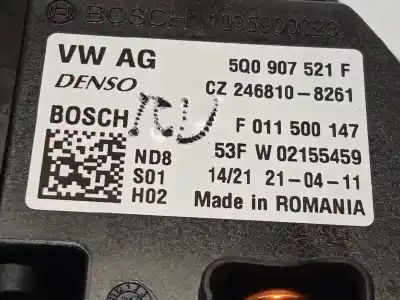 BOSCH 1035900023
VW AG 5Q0 907 521 F
DENSO CZ 246810-8261
BOSCH F 011 500 147
ND8 53F W 02155459
S01 14/21 21-04-11
H02 Made in ROMANIA